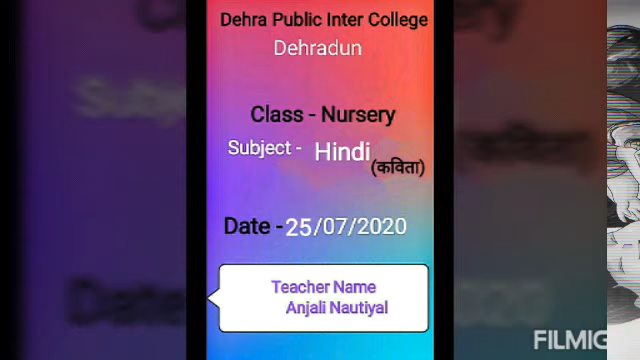 Dehra Public Inter College
Dehradun
Class - Nursery
Subject - Hindi
(कविता)
Date - 25/07/2020
Teacher Name
Anjali Nautiyal
FILMIG